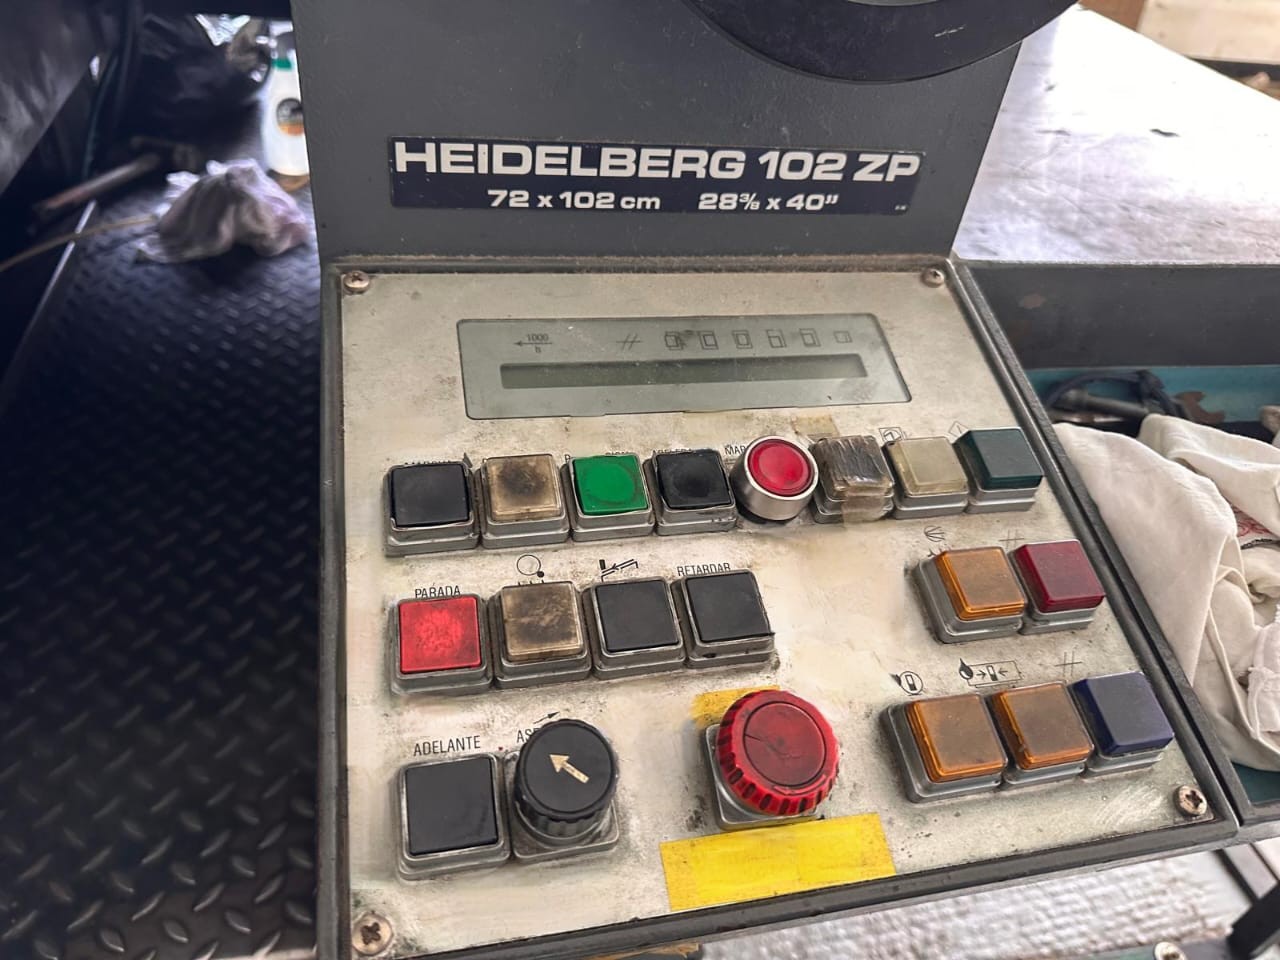 HEIDELBERG 102 ZP
72 x 102 cm 28⅜ x 40"
1000
h
PARADA
RETARDAR
ADELANTE